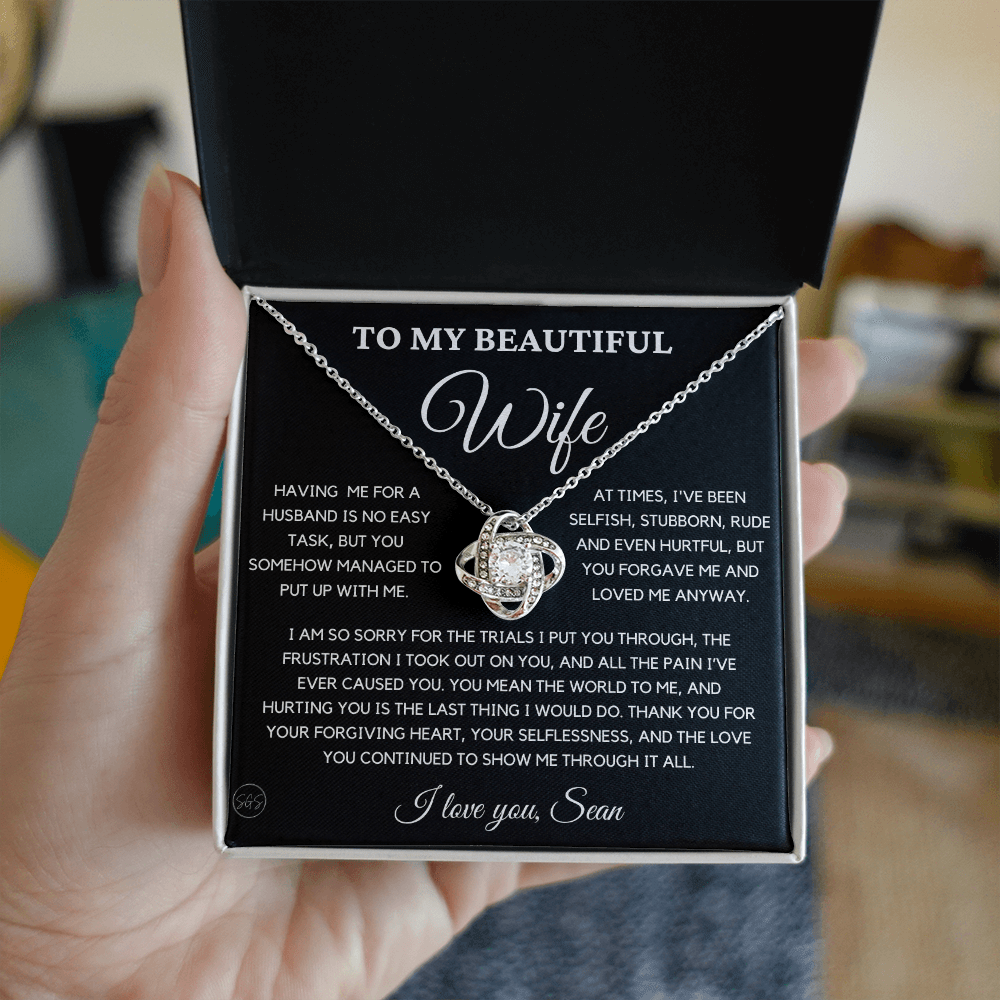 TO MY BEAUTIFUL
Wife
HAVING ME FOR A
HUSBAND IS NO EASY
TASK, BUT YOU
SOMEHOW MANAGED TO
PUT UP WITH ME.
AT TIMES, I'VE BEEN
SELFISH, STUBBORN, RUDE
AND EVEN HURTFUL, BUT
YOU FORGAVE ME AND
LOVED ME ANYWAY.
I AM SO SORRY FOR THE TRIALS I PUT YOU THROUGH, THE
FRUSTRATION I TOOK OUT ON YOU, AND ALL THE PAIN I'VE
EVER CAUSED YOU. YOU MEAN THE WORLD TO ME, AND
HURTING YOU IS THE LAST THING I WOULD DO. THANK YOU FOR
YOUR FORGIVING HEART, YOUR SELFLESSNESS, AND THE LOVE
YOU CONTINUED TO SHOW ME THROUGH IT ALL.
SGS
I love you, Sean